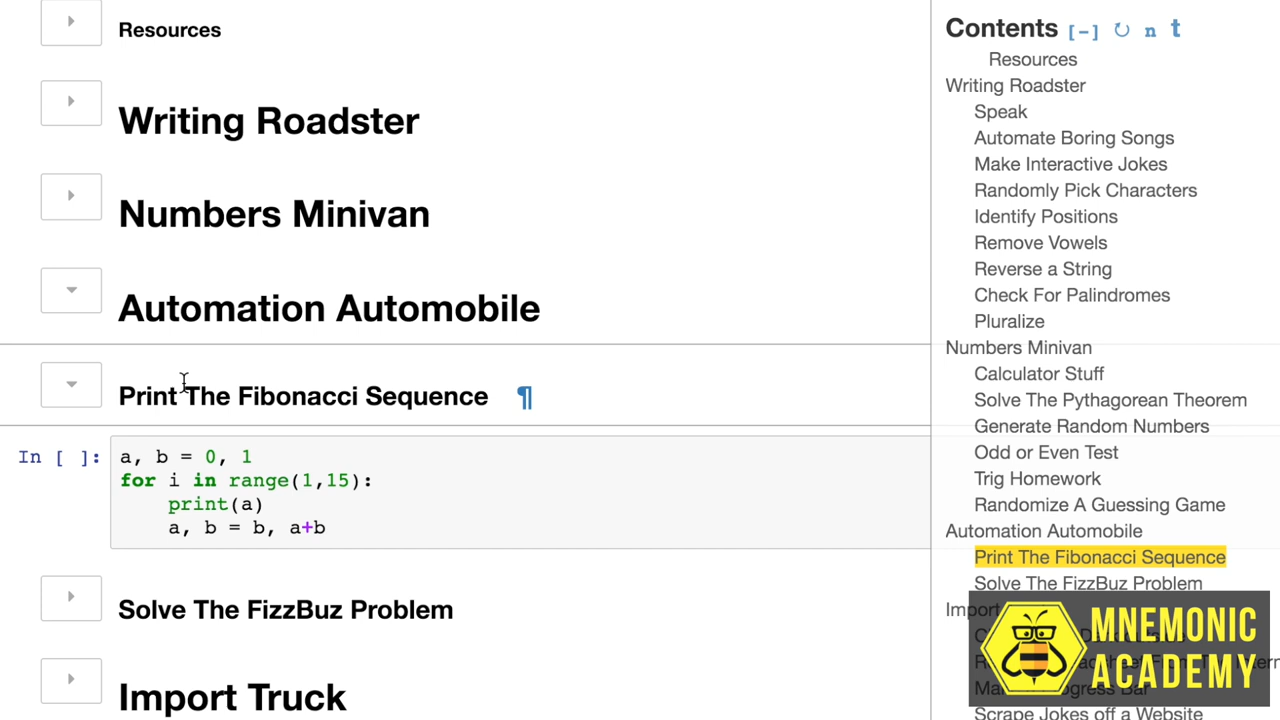 Resources
Writing Roadster
Numbers Minivan
Automation Automobile
Print The Fibonacci Sequence ¶
In [ ]:
a, b = 0, 1
for i in range(1,15):
    print(a)
    a, b = b, a+b
Solve The FizzBuz Problem
Import Truck
Contents [-] ↻ n t
Resources
Writing Roadster
Speak
Automate Boring Songs
Make Interactive Jokes
Randomly Pick Characters
Identify Positions
Remove Vowels
Reverse a String
Check For Palindromes
Pluralize
Numbers Minivan
Calculator Stuff
Solve The Pythagorean Theorem
Generate Random Numbers
Odd or Even Test
Trig Homework
Randomize A Guessing Game
Automation Automobile
Print The Fibonacci Sequence
Solve The FizzBuz Problem
Import
Scrape Jokes off a Website
MNEMONIC
ACADEMY